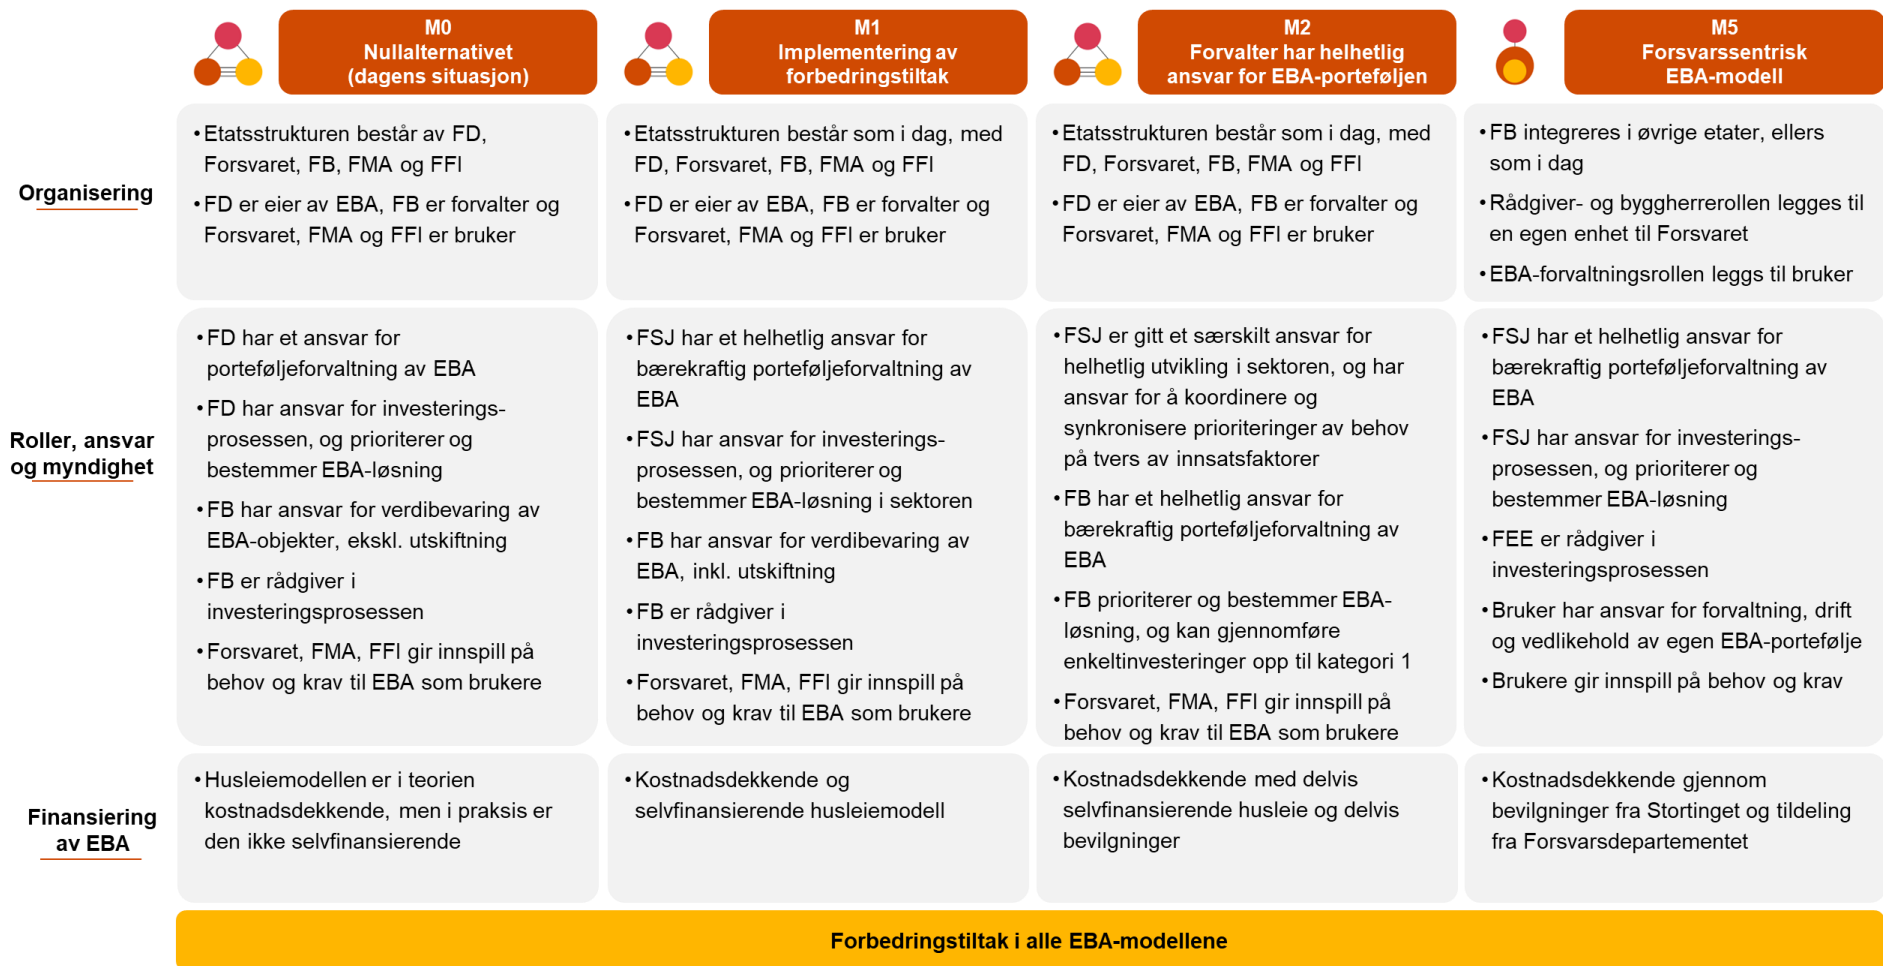 M0
Nullalternativet
(dagens situasjon)
M1
Implementering av
forbedringstiltak
M2
Forvalter har helhetlig
ansvar for EBA-porteføljen
M5
Forsvarssentrisk
EBA-modell
Organisering
•Etatsstrukturen består av FD,
Forsvaret, FB, FMA og FFI
•FD er eier av EBA, FB er forvalter og
Forsvaret, FMA og FFI er bruker
•Etatsstrukturen består som i dag, med
FD, Forsvaret, FB, FMA og FFI
•FD er eier av EBA, FB er forvalter og
Forsvaret, FMA og FFI er bruker
•Etatsstrukturen består som i dag, med
FD, Forsvaret, FB, FMA og FFI
•FD er eier av EBA, FB er forvalter og
Forsvaret, FMA og FFI er bruker
•FB integreres i øvrige etater, ellers
som i dag
•Rådgiver- og byggherrerollen legges til
en egen enhet til Forsvaret
•EBA-forvaltningsrollen leggs til bruker
Roller, ansvar
og myndighet
•FD har et ansvar for
porteføljeforvaltning av EBA
•FD har ansvar for investerings-
prosessen, og prioriterer og
bestemmer EBA-løsning
•FB har ansvar for verdibevaring av
EBA-objekter, ekskl. utskiftning
•FB er rådgiver i
investeringsprosessen
•Forsvaret, FMA, FFI gir innspill på
behov og krav til EBA som brukere
•FSJ har et helhetlig ansvar for
bærekraftig porteføljeforvaltning av
EBA
•FSJ har ansvar for investerings-
prosessen, og prioriterer og
bestemmer EBA-løsning i sektoren
•FB har ansvar for verdibevaring av
EBA, inkl. utskiftning
•FB er rådgiver i
investeringsprosessen
•Forsvaret, FMA, FFI gir innspill på
behov og krav til EBA som brukere
•FSJ er gitt et særskilt ansvar for
helhetlig utvikling i sektoren, og har
ansvar for å koordinere og
synkronisere prioriteringer av behov
på tvers av innsatsfaktorer
•FB har et helhetlig ansvar for
bærekraftig porteføljeforvaltning av
EBA
•FB prioriterer og bestemmer EBA-
løsning, og kan gjennomføre
enkeltinvesteringer opp til kategori 1
•Forsvaret, FMA, FFI gir innspill på
behov og krav til EBA som brukere
•FSJ har et helhetlig ansvar for
bærekraftig porteføljeforvaltning av
EBA
•FSJ har ansvar for investerings-
prosessen, og prioriterer og
bestemmer EBA-løsning
•FEE er rådgiver i
investeringsprosessen
•Bruker har ansvar for forvaltning, drift
og vedlikehold av egen EBA-portefølje
•Brukere gir innspill på behov og krav
Finansiering
av EBA
•Husleiemodellen er i teorien
kostnadsdekkende, men i praksis er
den ikke selvfinansierende
•Kostnadsdekkende og
selvfinansierende husleiemodell
•Kostnadsdekkende med delvis
selvfinansierende husleie og delvis
bevilgninger
•Kostnadsdekkende gjennom
bevilgninger fra Stortinget og tildeling
fra Forsvarsdepartementet
Forbedringstiltak i alle EBA-modellene